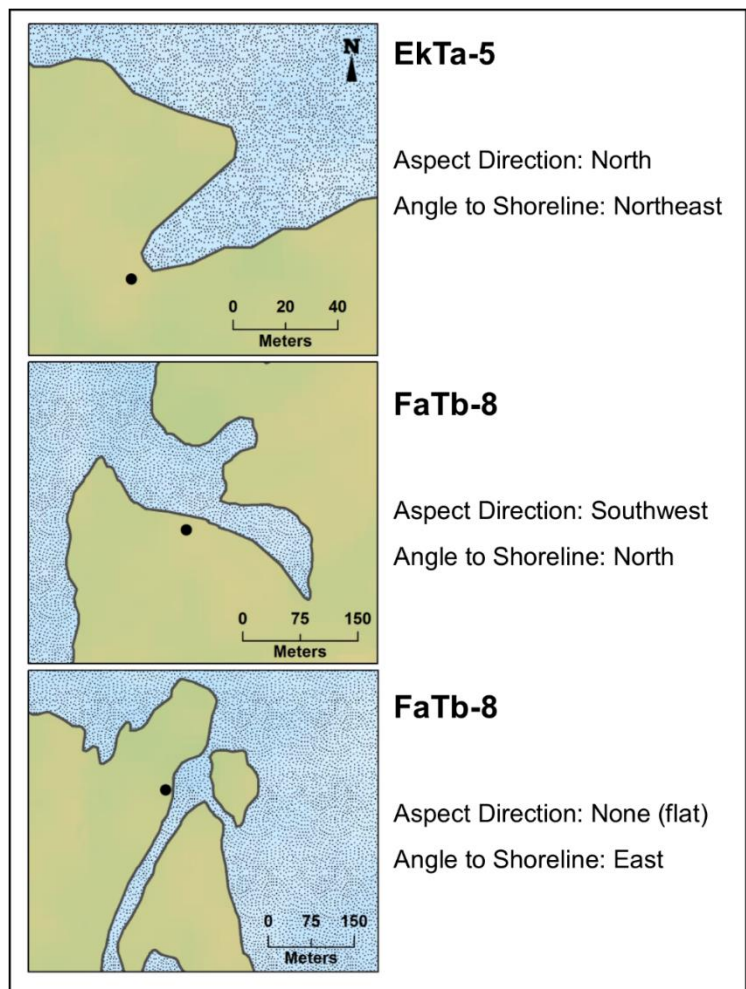 N
EkTa-5
Aspect Direction: North
Angle to Shoreline: Northeast
0 20 40
Meters
FaTb-8
Aspect Direction: Southwest
Angle to Shoreline: North
0 75 150
Meters
FaTb-8
Aspect Direction: None (flat)
Angle to Shoreline: East
0 75 150
Meters